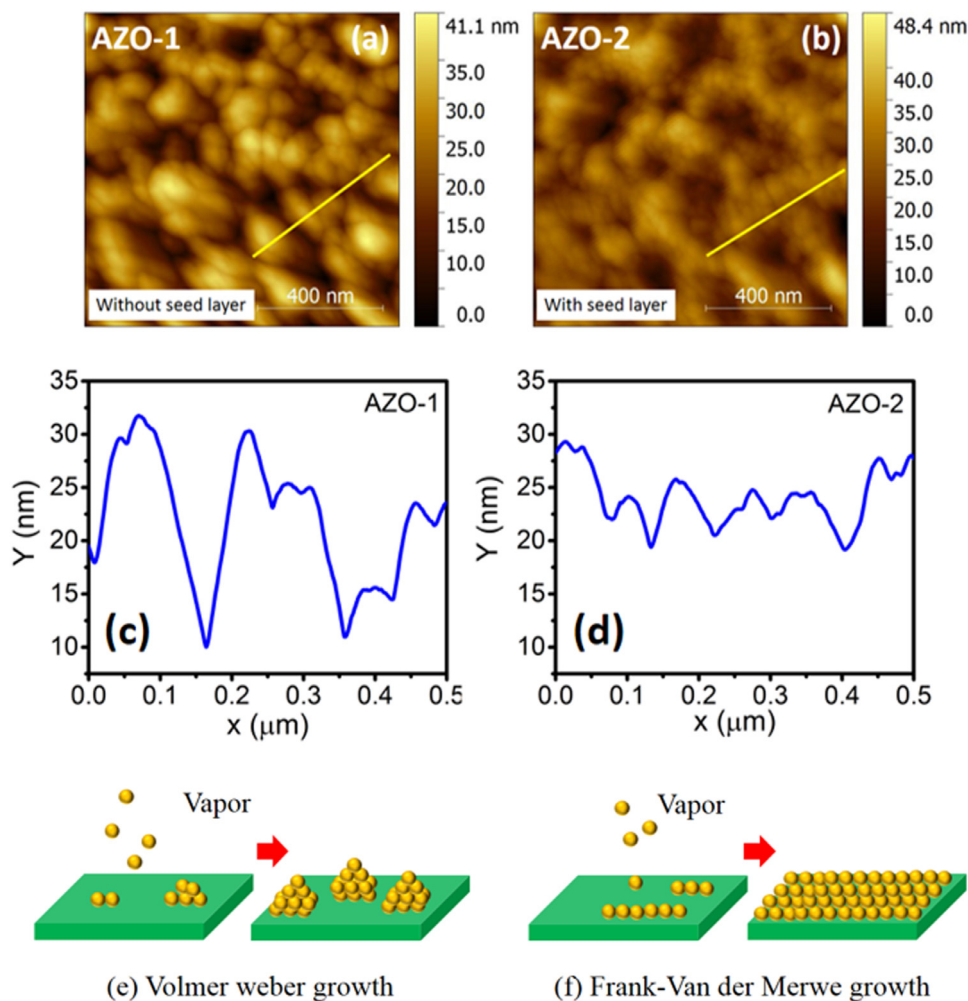 AZO-1 (a)
41.1 nm
35.0
30.0
25.0
20.0
15.0
10.0
0.0
Without seed layer
400 nm
AZO-2 (b)
48.4 nm
40.0
35.0
30.0
25.0
20.0
15.0
10.0
0.0
With seed layer
400 nm
35
30
25
20
15
10
Y (nm)
AZO-1
(c)
0.0 0.1 0.2 0.3 0.4 0.5
x (μm)
35
30
25
20
15
10
Y (nm)
AZO-2
(d)
0.0 0.1 0.2 0.3 0.4 0.5
x (μm)
Vapor
(e) Volmer weber growth
Vapor
(f) Frank-Van der Merwe growth